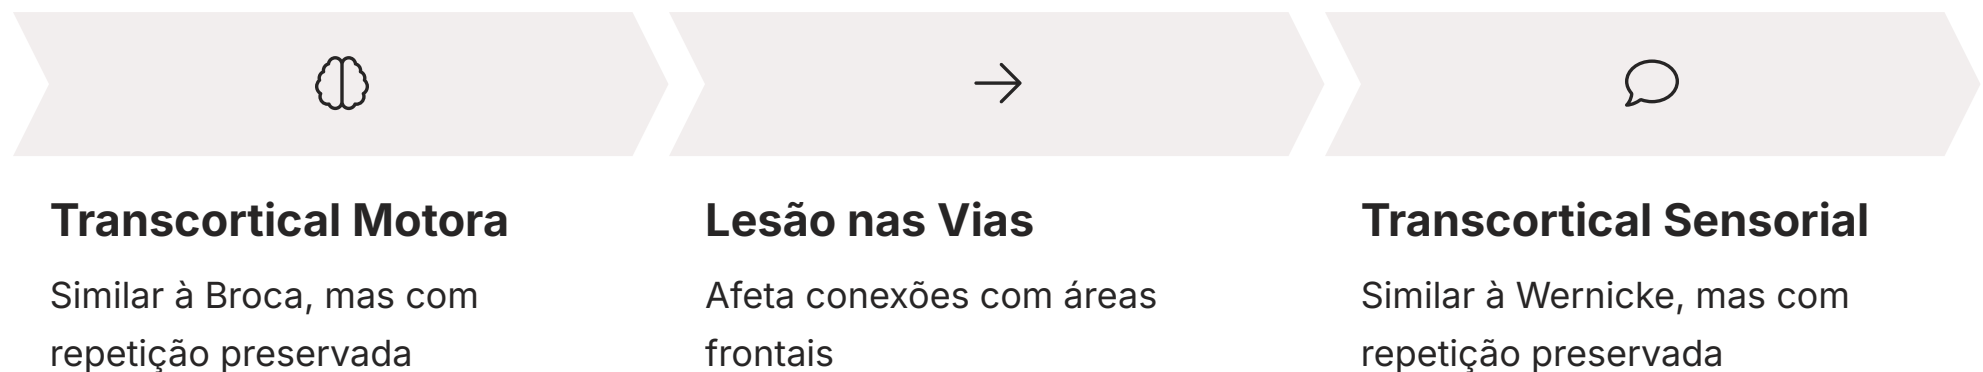 Transcortical Motora
Similar à Broca, mas com
repetição preservada
Lesão nas Vias
Afeta conexões com áreas
frontais
Transcortical Sensorial
Similar à Wernicke, mas com
repetição preservada